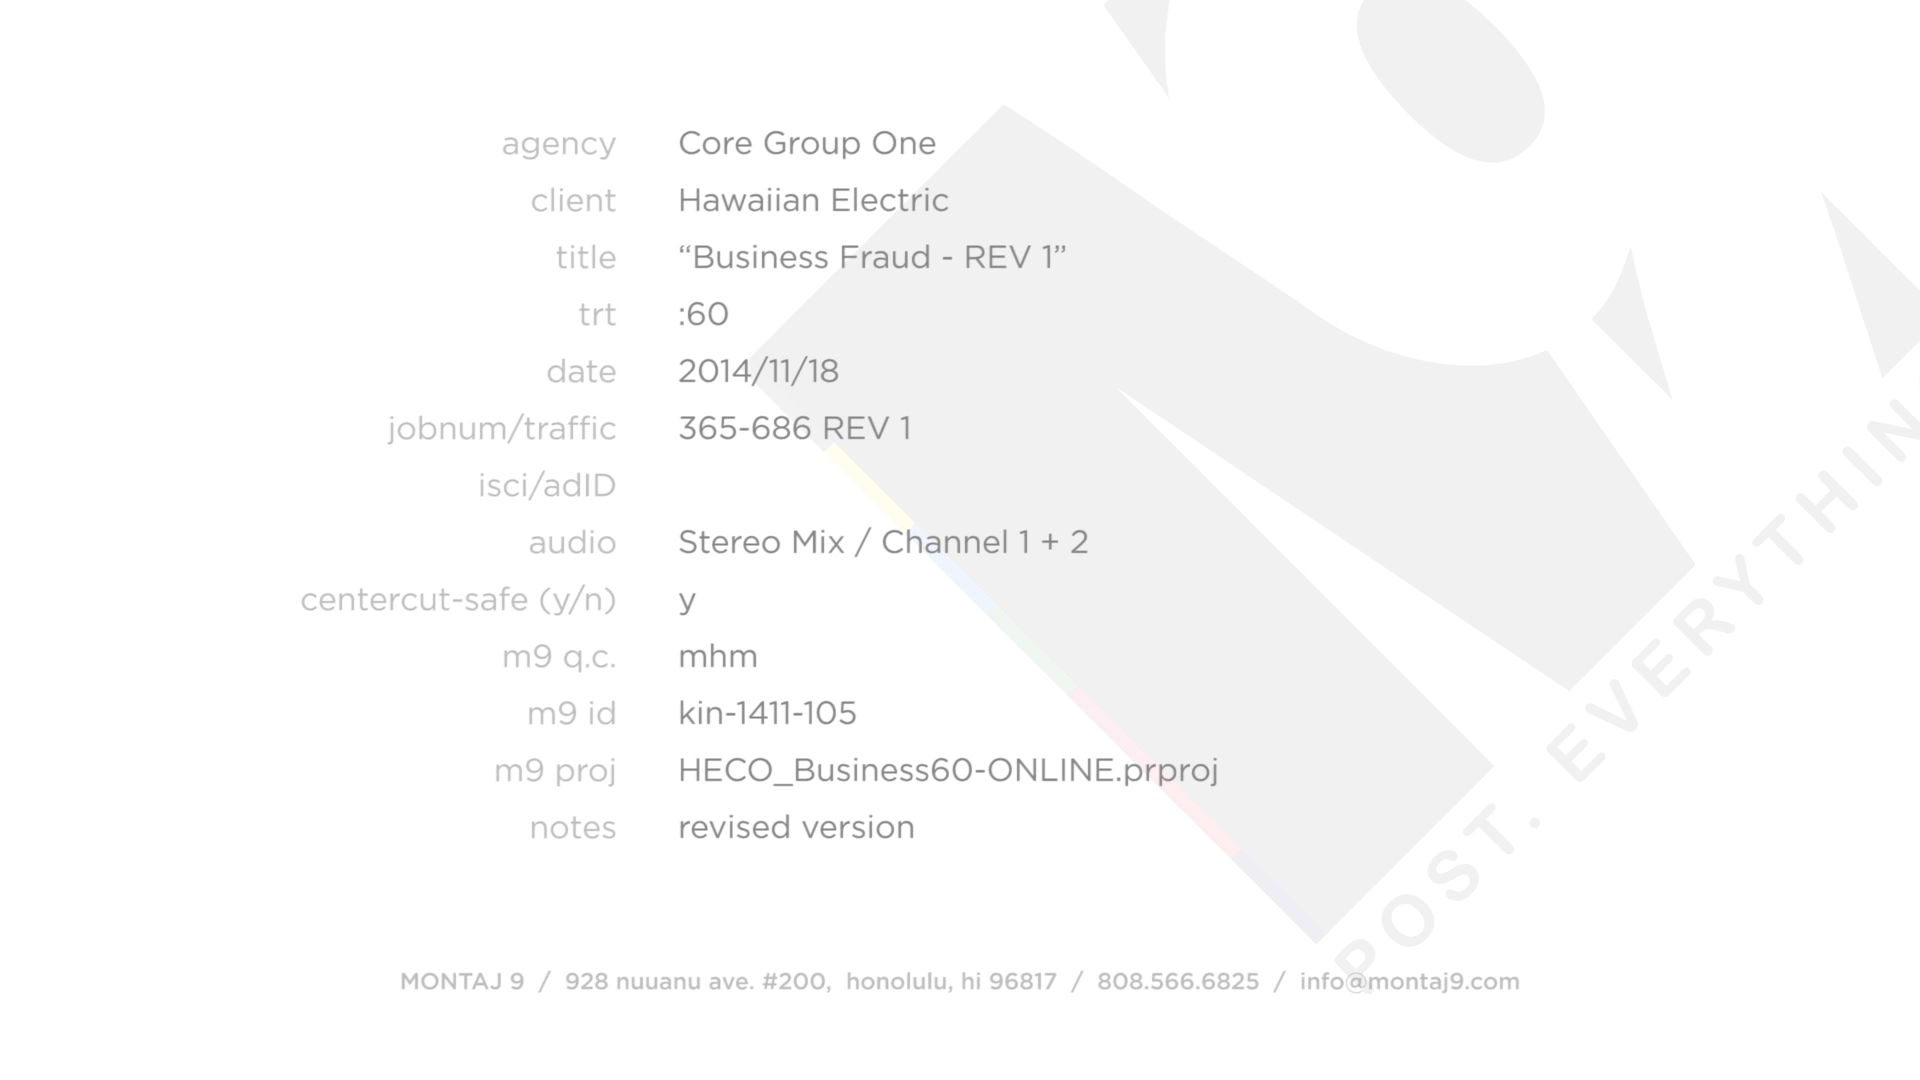 agency Core Group One
client Hawaiian Electric
title “Business Fraud - REV 1”
trt :60
date 2014/11/18
jobnum/traffic 365-686 REV 1
isci/adID
audio Stereo Mix / Channel 1 + 2
centercut-safe (y/n) y
m9 q.c. mhm
m9 id kin-1411-105
m9 proj HECO_Business60-ONLINE.prproj
notes revised version
POST. EVERYTHIN
MONTAJ 9 / 928 nuuanu ave. #200, honolulu, hi 96817 / 808.566.6825 / info@montaj9.com